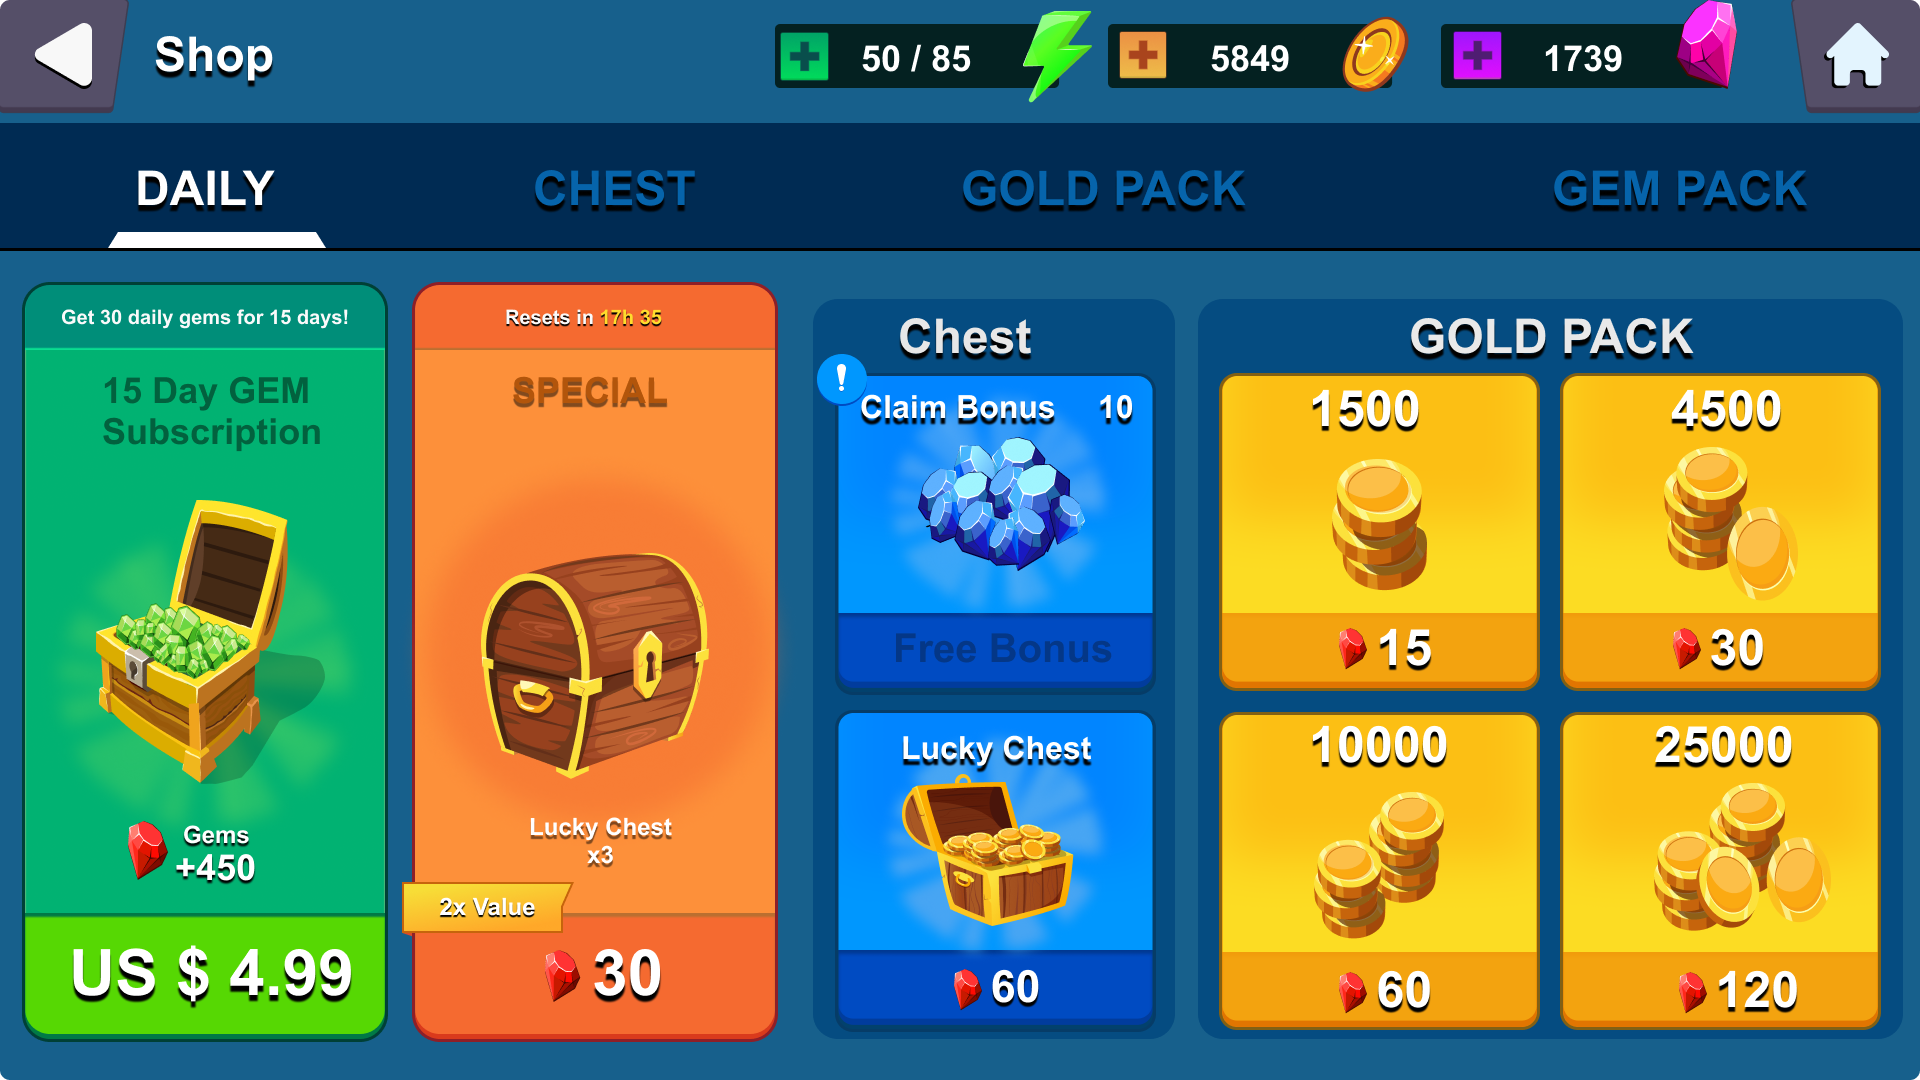 Shop
50 / 85
5849
1739
DAILY
CHEST
GOLD PACK
GEM PACK
Get 30 daily gems for 15 days!
15 Day GEM
Subscription
Gems
+450
US $ 4.99
Resets in 17h 35
SPECIAL
Lucky Chest
x3
2x Value
30
Chest
!
Claim Bonus 10
Free Bonus
Lucky Chest
60
GOLD PACK
1500
15
4500
30
10000
60
25000
120